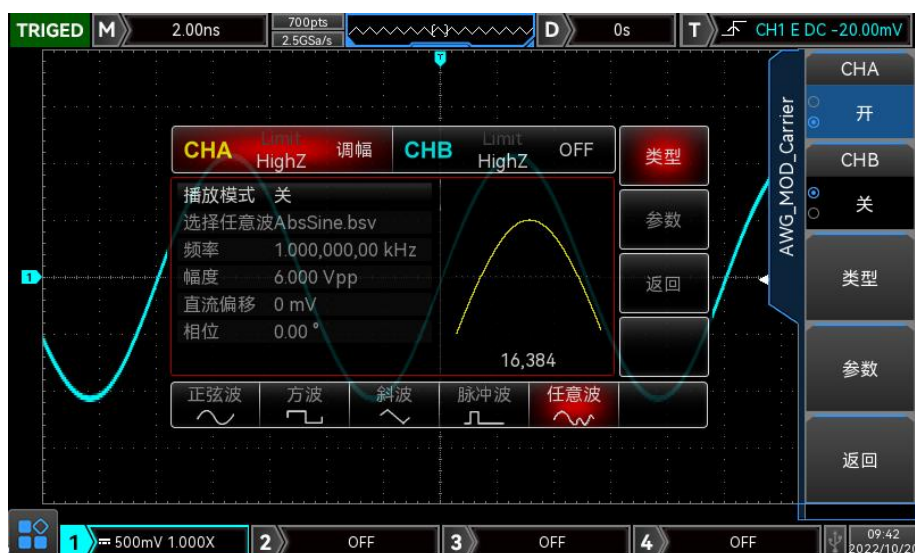 TRIGED M 2.00ns 700pts 2.5GSa/s D 0s T CH1 E DC -20.00mV
T
CHA
开
CHB
关
类型
参数
返回
AWG_MOD_Carrier
CHA Limit HighZ 调幅 CHB Limit HighZ OFF
类型
参数
返回
播放模式 关
选择任意波AbsSine.bsv
频率 1.000,000,00 kHz
幅度 6.000 Vpp
直流偏移 0 mV
相位 0.00 °
16,384
正弦波 方波 斜波 脉冲波 任意波
1
1 500mV 1.000X 2 OFF 3 OFF 4 OFF
09:42